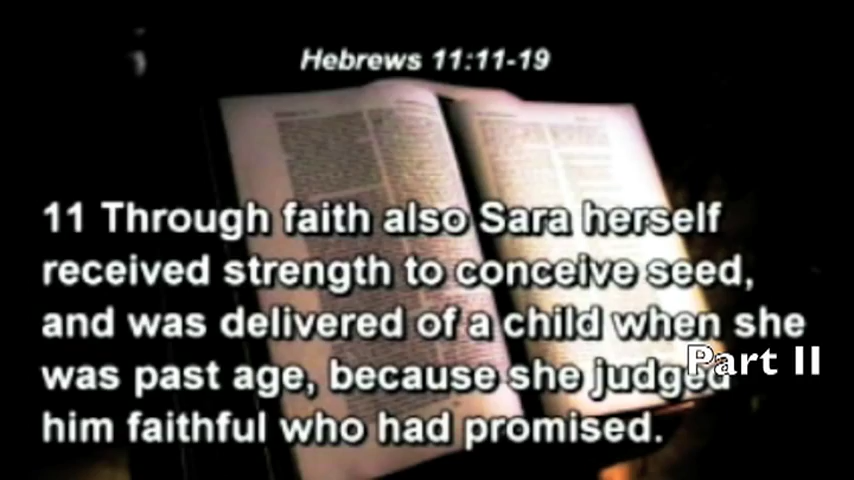 Hebrews 11:11-19
11 Through faith also Sara herself
received strength to conceive seed,
and was delivered of a child when she
was past age, because she judged
Part II
him faithful who had promised.